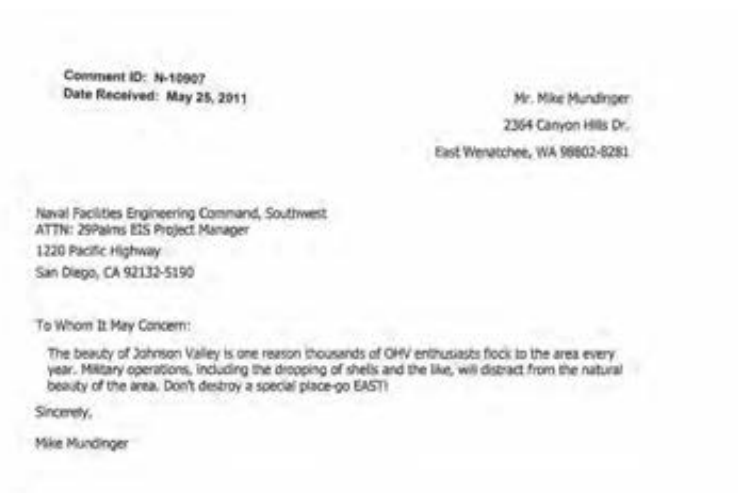 Comment ID: N-10907
Date Received: May 25, 2011
Mr. Mike Mundinger
2364 Canyon Hills Dr.
East Wenatchee, WA 98802-8281
Naval Facilities Engineering Command, Southwest
ATTN: 29Palms EIS Project Manager
1220 Pacific Highway
San Diego, CA 92132-5190
To Whom It May Concern:
The beauty of Johnson Valley is one reason thousands of OHV enthusiasts flock to the area every
year. Military operations, including the dropping of shells and the like, will distract from the natural
beauty of the area. Don't destroy a special place-go EAST!
Sincerely,
Mike Mundinger